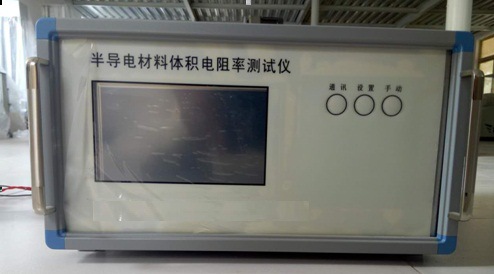 半导电材料体积电阻率测试仪
通讯 设置 手动